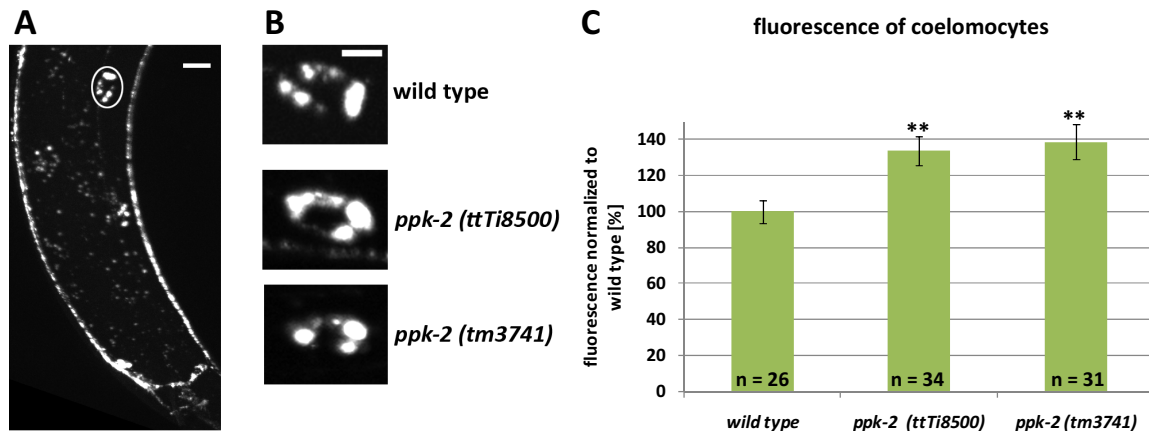 A
B
wild type
ppk-2 (ttTi8500)
ppk-2 (tm3741)
C
fluorescence of coelomocytes
fluorescence normalized to
wild type [%]
140
120
100
80
60
40
20
0
**
**
n = 26
n = 34
n = 31
wild type
ppk-2 (ttTi8500)
ppk-2 (tm3741)